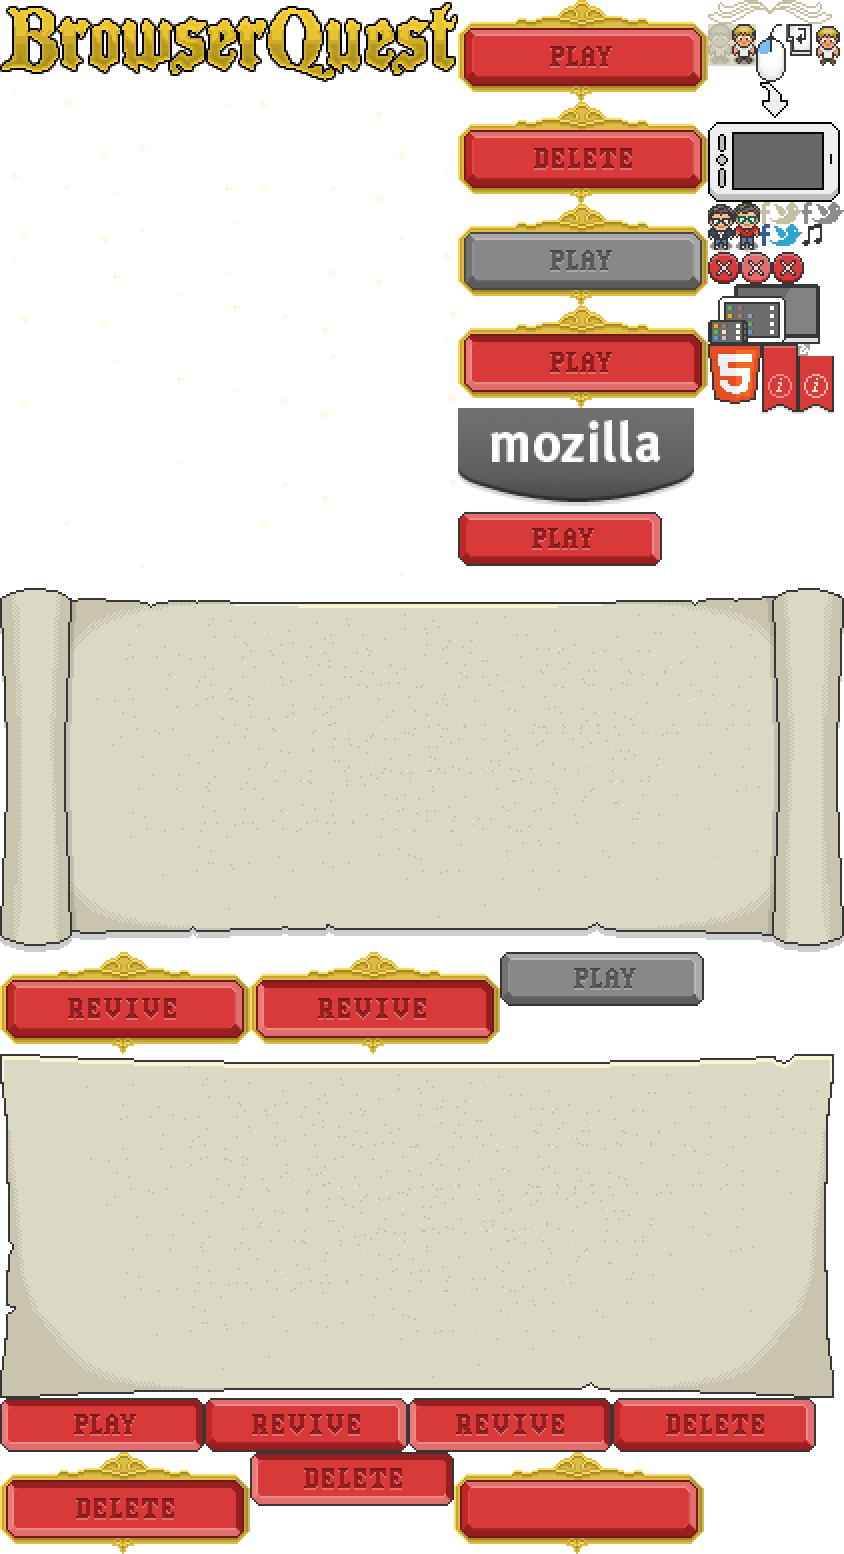 BrowserQuest
PLAY
DELETE
PLAY
PLAY
5
i i
mozilla
PLAY
REVIVE REVIVE PLAY
PLAY REVIVE REVIVE DELETE
DELETE DELETE